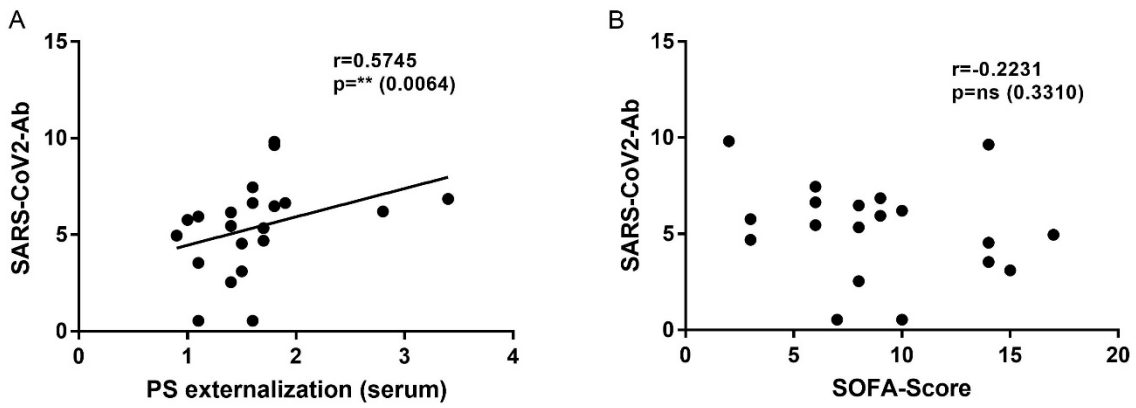 A
r=0.5745
p=** (0.0064)
SARS-CoV2-Ab
15
10
5
0
0
1
2
3
4
PS externalization (serum)
B
r=-0.2231
p=ns (0.3310)
SARS-CoV2-Ab
15
10
5
0
0
5
10
15
20
SOFA-Score